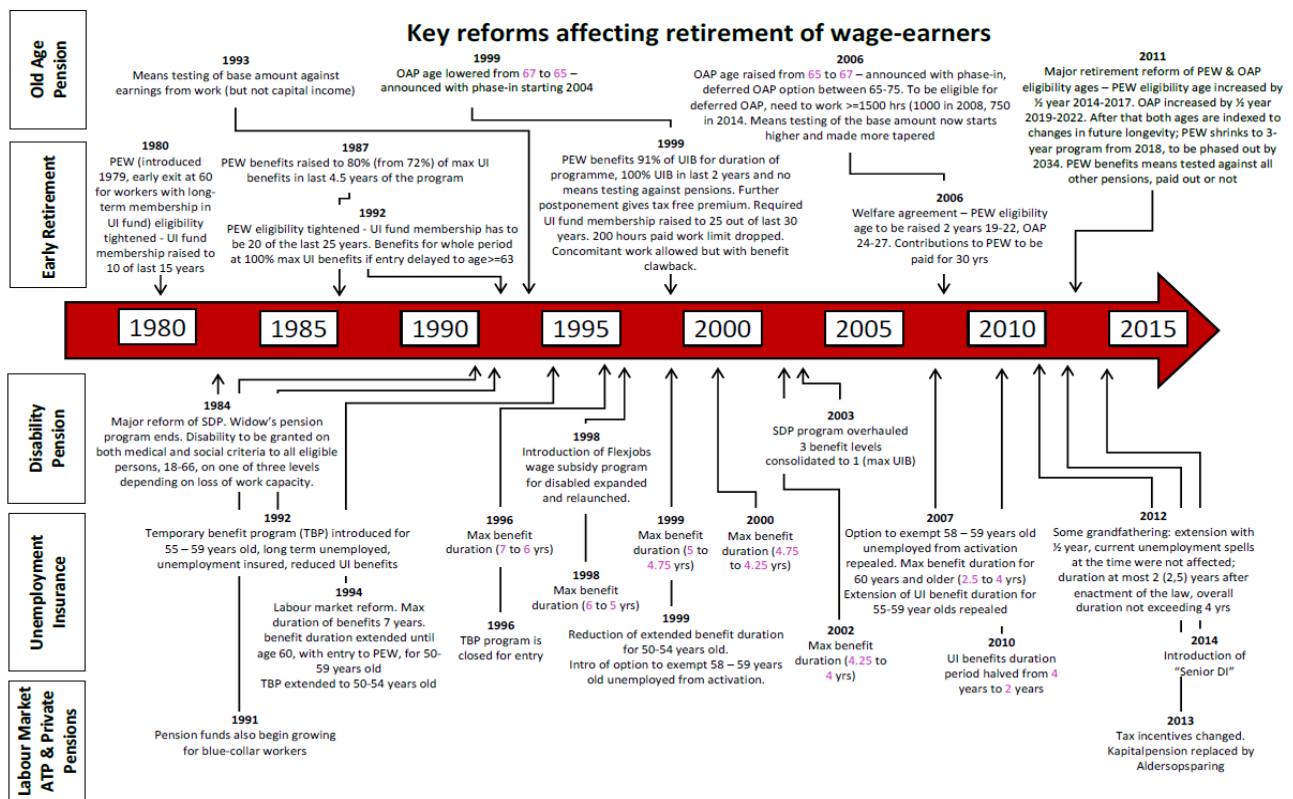 Key reforms affecting retirement of wage-earners
Old Age
Pension
1993
Means testing of base amount against
earnings from work (but not capital income)
1999
OAP age lowered from 67 to 65 –
announced with phase-in starting 2004
2006
OAP age raised from 65 to 67 – announced with phase-in,
deferred OAP option between 65-75. To be eligible for
deferred OAP, need to work >=1500 hrs (1000 in 2008, 750
in 2014. Means testing of the base amount now starts
higher and made more tapered
2011
Major retirement reform of PEW & OAP
eligibility ages – PEW eligibility age increased by
½ year 2014-2017. OAP increased by ½ year
2019-2022. After that both ages are indexed to
changes in future longevity; PEW shrinks to 3-
year program from 2018, to be phased out by
2034. PEW benefits means tested against all
other pensions, paid out or not
Early Retirement
1980
PEW (introduced
1979, early exit at 60
for workers with long-
term membership in
UI fund) eligibility
tightened - UI fund
membership raised to
10 of last 15 years
1987
PEW benefits raised to 80% (from 72%) of max UI
benefits in last 4.5 years of the program
1992
PEW eligibility tightened - UI fund membership has to
be 20 of the last 25 years. Benefits for whole period
at 100% max UI benefits if entry delayed to age>=63
1999
PEW benefits 91% of UIB for duration of
programme, 100% UIB in last 2 years and no
means testing against pensions. Further
postponement gives tax free premium. Required
UI fund membership raised to 25 out of last 30
years. 200 hours paid work limit dropped.
Concomitant work allowed but with benefit
clawback.
2006
Welfare agreement – PEW eligibility
age to be raised 2 years 19-22, OAP
24-27. Contributions to PEW to be
paid for 30 yrs
1980
1985
1990
1995
2000
2005
2010
2015
Disability
Pension
1984
Major reform of SDP. Widow's pension
program ends. Disability to be granted on
both medical and social criteria to all eligible
persons, 18-66, on one of three levels
depending on loss of work capacity.
1998
Introduction of Flexjobs
wage subsidy program
for disabled expanded
and relaunched.
2003
SDP program overhauled
3 benefit levels
consolidated to 1 (max UIB)
Unemployment
Insurance
1992
Temporary benefit program (TBP) introduced for
55 – 59 years old, long term unemployed,
unemployment insured, reduced UI benefits
1994
Labour market reform. Max
duration of benefits 7 years.
benefit duration extended until
age 60, with entry to PEW, for 50-
59 years old
TBP extended to 50-54 years old
1996
Max benefit
duration (7 to 6 yrs)
1996
TBP program is
closed for entry
1998
Max benefit
duration (6 to 5 yrs)
1999
Max benefit
duration (5 to
4.75 yrs)
1999
Reduction of extended benefit duration
for 50-54 years old.
Intro of option to exempt 58 – 59 years
old unemployed from activation.
2000
Max benefit
duration (4.75
to 4.25 yrs)
2002
Max benefit
duration (4.25 to
4 yrs)
2007
Option to exempt 58 – 59 years old
unemployed from activation
repealed. Max benefit duration for
60 years and older (2.5 to 4 yrs)
Extension of UI benefit duration for
55-59 year olds repealed
2010
UI benefits duration
period halved from 4
years to 2 years
2012
Some grandfathering: extension with
½ year, current unemployment spells
at the time were not affected;
duration at most 2 (2,5) years after
enactment of the law, overall
duration not exceeding 4 yrs
2014
Introduction of
"Senior DI"
Labour Market
ATP & Private
Pensions
1991
Pension funds also begin growing
for blue-collar workers
2013
Tax incentives changed.
Kapitalpension replaced by
Aldersopsparing